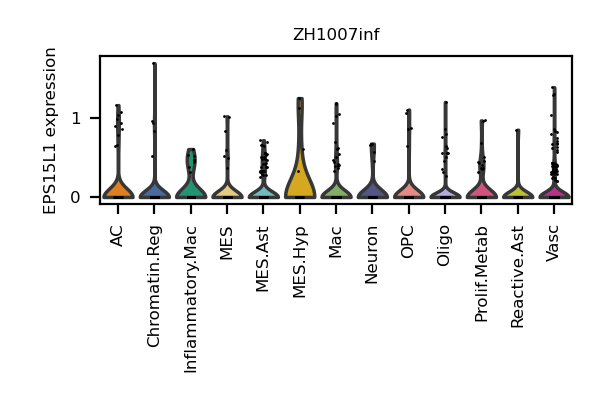 ZH1007inf
EPS15L1 expression
1
0
AC
Chromatin.Reg
Inflammatory.Mac
MES
MES.Ast
MES.Hyp
Mac
Neuron
OPC
Oligo
Prolif.Metab
Reactive.Ast
Vasc